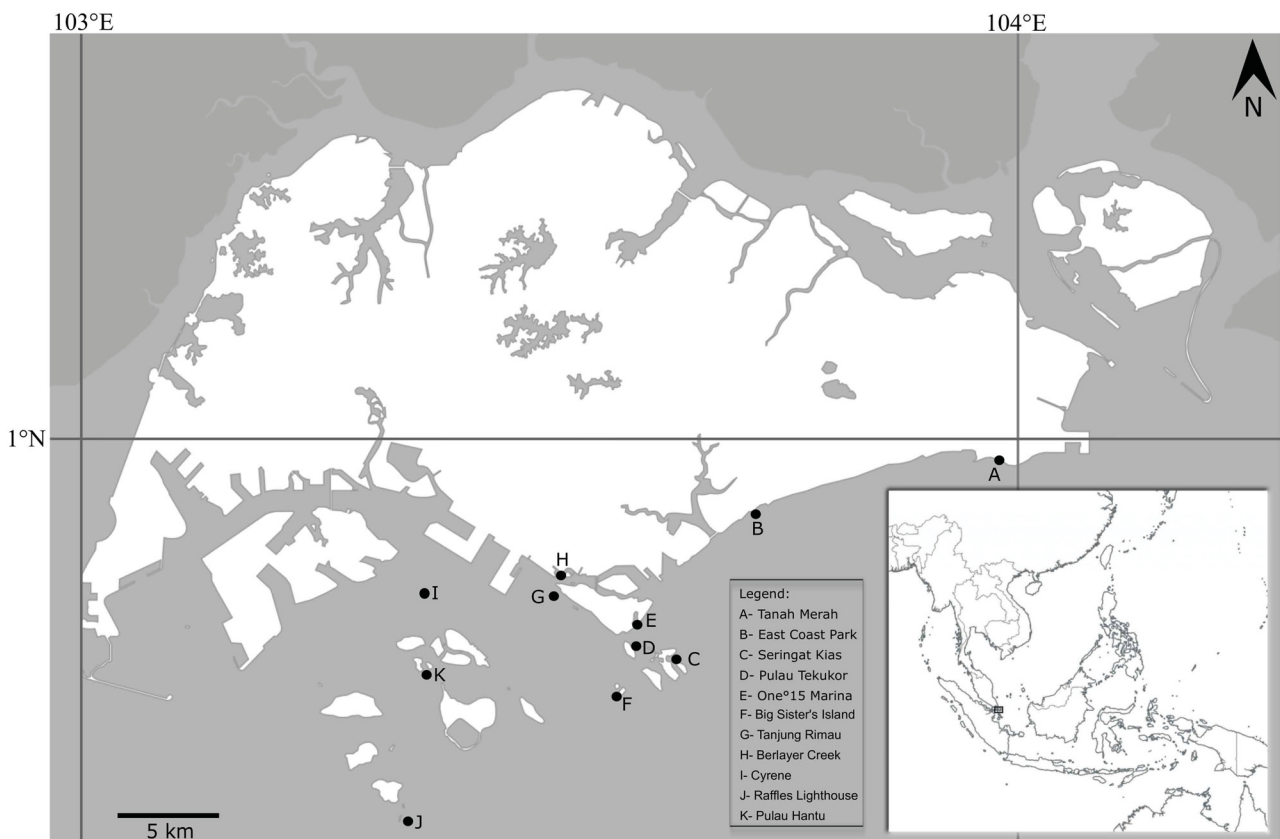 103°E
104°E
N
1°N
A
B
H
I
G
E
D
C
K
F
J
5 km
Legend:
A- Tanah Merah
B- East Coast Park
C- Seringat Kias
D- Pulau Tekukor
E- One°15 Marina
F- Big Sister's Island
G- Tanjung Rimau
H- Berlayer Creek
I- Cyrene
J- Raffles Lighthouse
K- Pulau Hantu